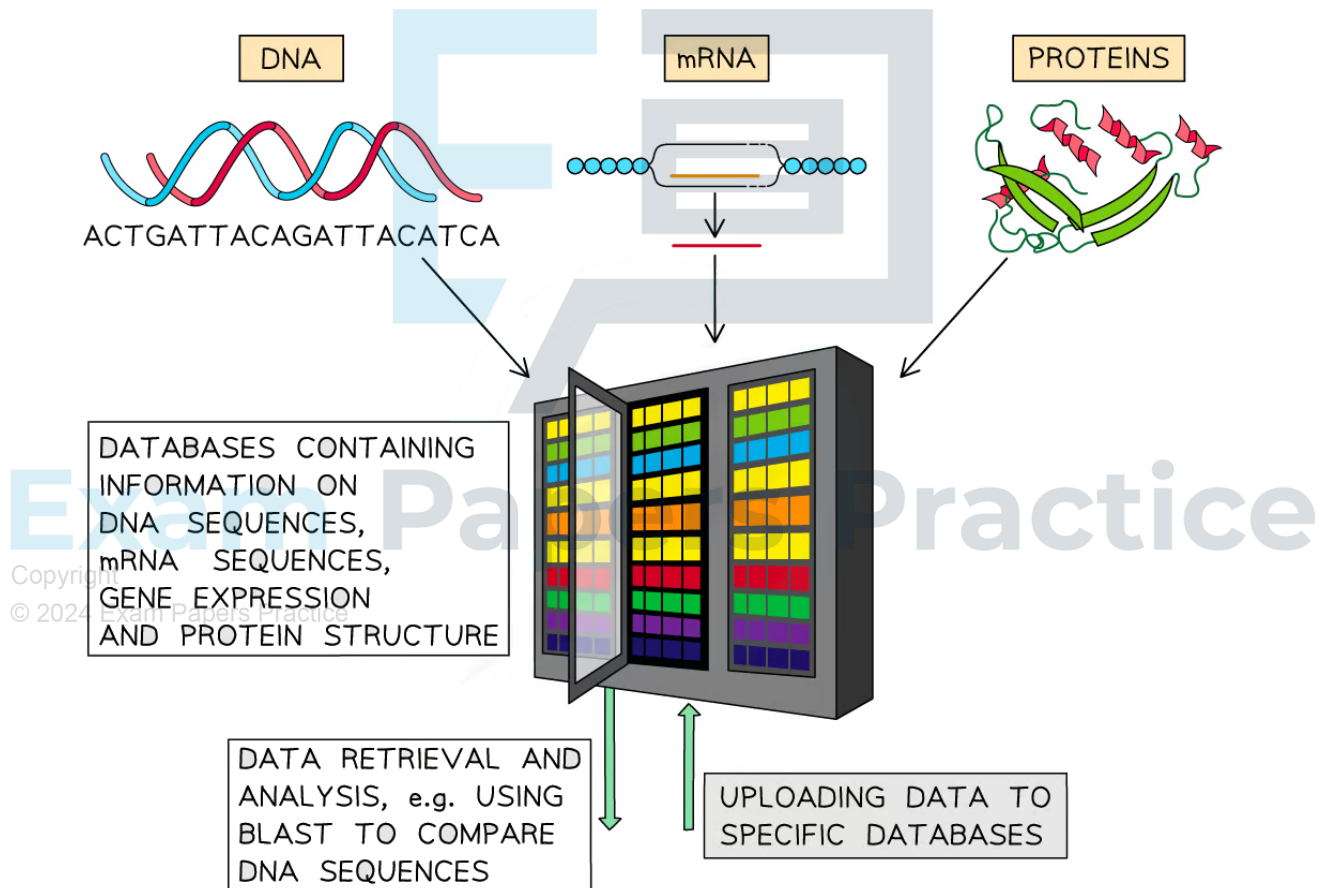 DNA
mRNA
PROTEINS
ACTGATTACAGATTACATCA
DATABASES CONTAINING
INFORMATION ON
DNA SEQUENCES,
mRNA SEQUENCES,
GENE EXPRESSION
AND PROTEIN STRUCTURE
Exam Papers Practice
Copyright
© 2024 Exam Papers Practice
DATA RETRIEVAL AND
ANALYSIS, e.g. USING
BLAST TO COMPARE
DNA SEQUENCES
UPLOADING DATA TO
SPECIFIC DATABASES